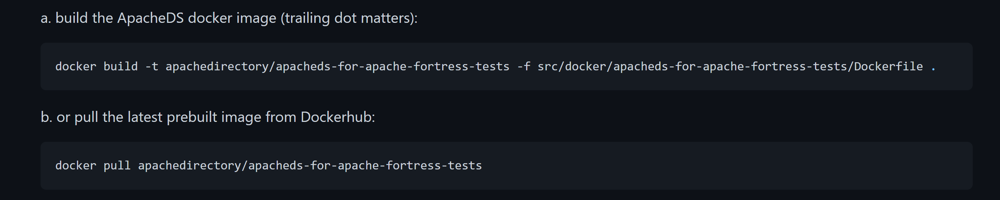 a. build the ApacheDS docker image (trailing dot matters):
docker build -t apachedirectory/apacheds-for-apache-fortress-tests -f src/docker/apacheds-for-apache-fortress-tests/Dockerfile .
b. or pull the latest prebuilt image from Dockerhub:
docker pull apachedirectory/apacheds-for-apache-fortress-tests